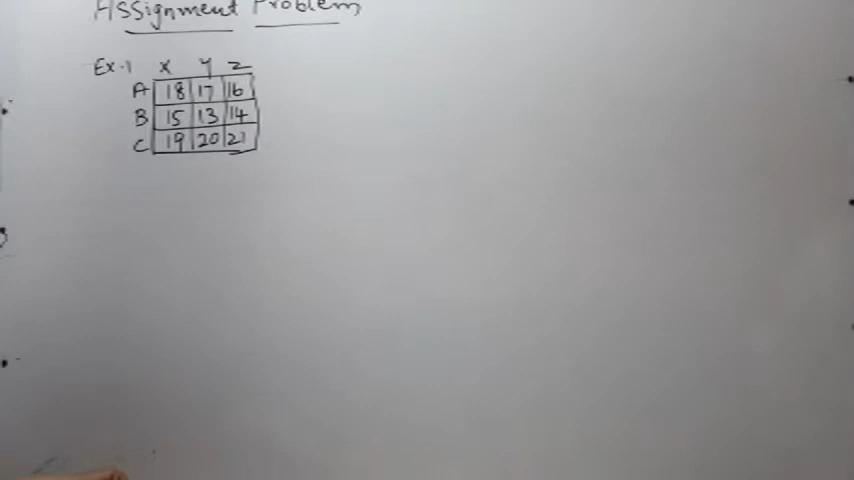 Assignment Problem
Ex-1 X Y Z
A 18 17 16
B 15 13 14
C 19 20 21